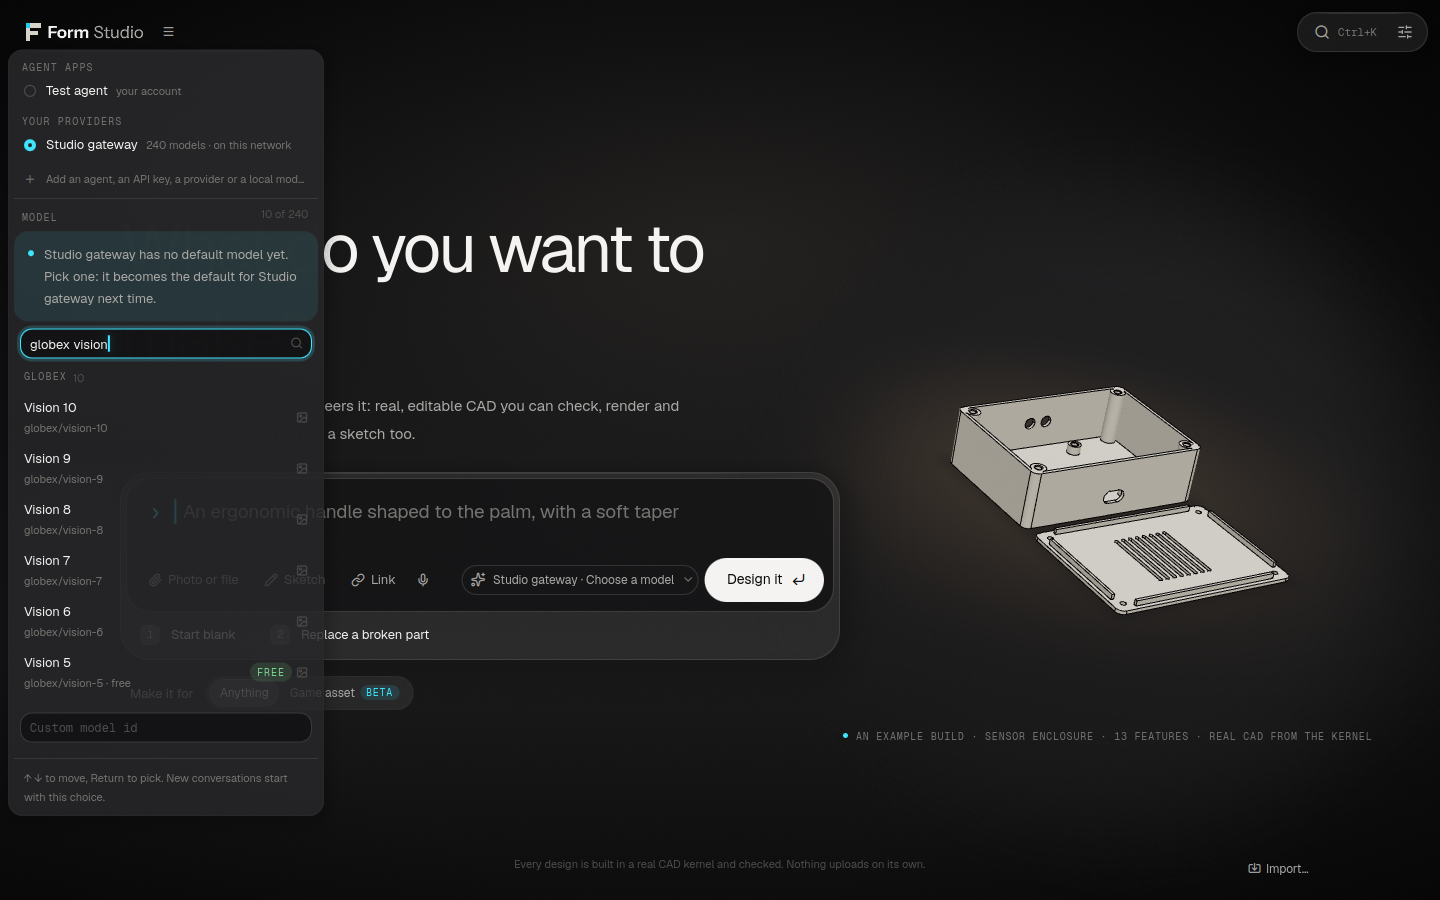 Form Studio
Ctrl+K
AGENT APPS
Test agent your account
YOUR PROVIDERS
Studio gateway 240 models · on this network
+ Add an agent, an API key, a provider or a local mod...
MODEL 10 of 240
Studio gateway has no default model yet.
Pick one: it becomes the default for Studio
gateway next time.
globex vision
GLOBEX 10
Vision 10
globex/vision-10
Vision 9
globex/vision-9
Vision 8
globex/vision-8
Vision 7
globex/vision-7
Vision 6
globex/vision-6
Vision 5
globex/vision-5 · free
FREE
Custom model id
↑↓ to move, Return to pick. New conversations start
with this choice.
o you want to
eers it: real, editable CAD you can check, render and
a sketch too.
An ergonomic handle shaped to the palm, with a soft taper
Photo or file Sketch Link Studio gateway · Choose a model Design it
1 Start blank 2 Replace a broken part
Make it for Anything Game asset BETA
AN EXAMPLE BUILD · SENSOR ENCLOSURE · 13 FEATURES · REAL CAD FROM THE KERNEL
Every design is built in a real CAD kernel and checked. Nothing uploads on its own.
Import...